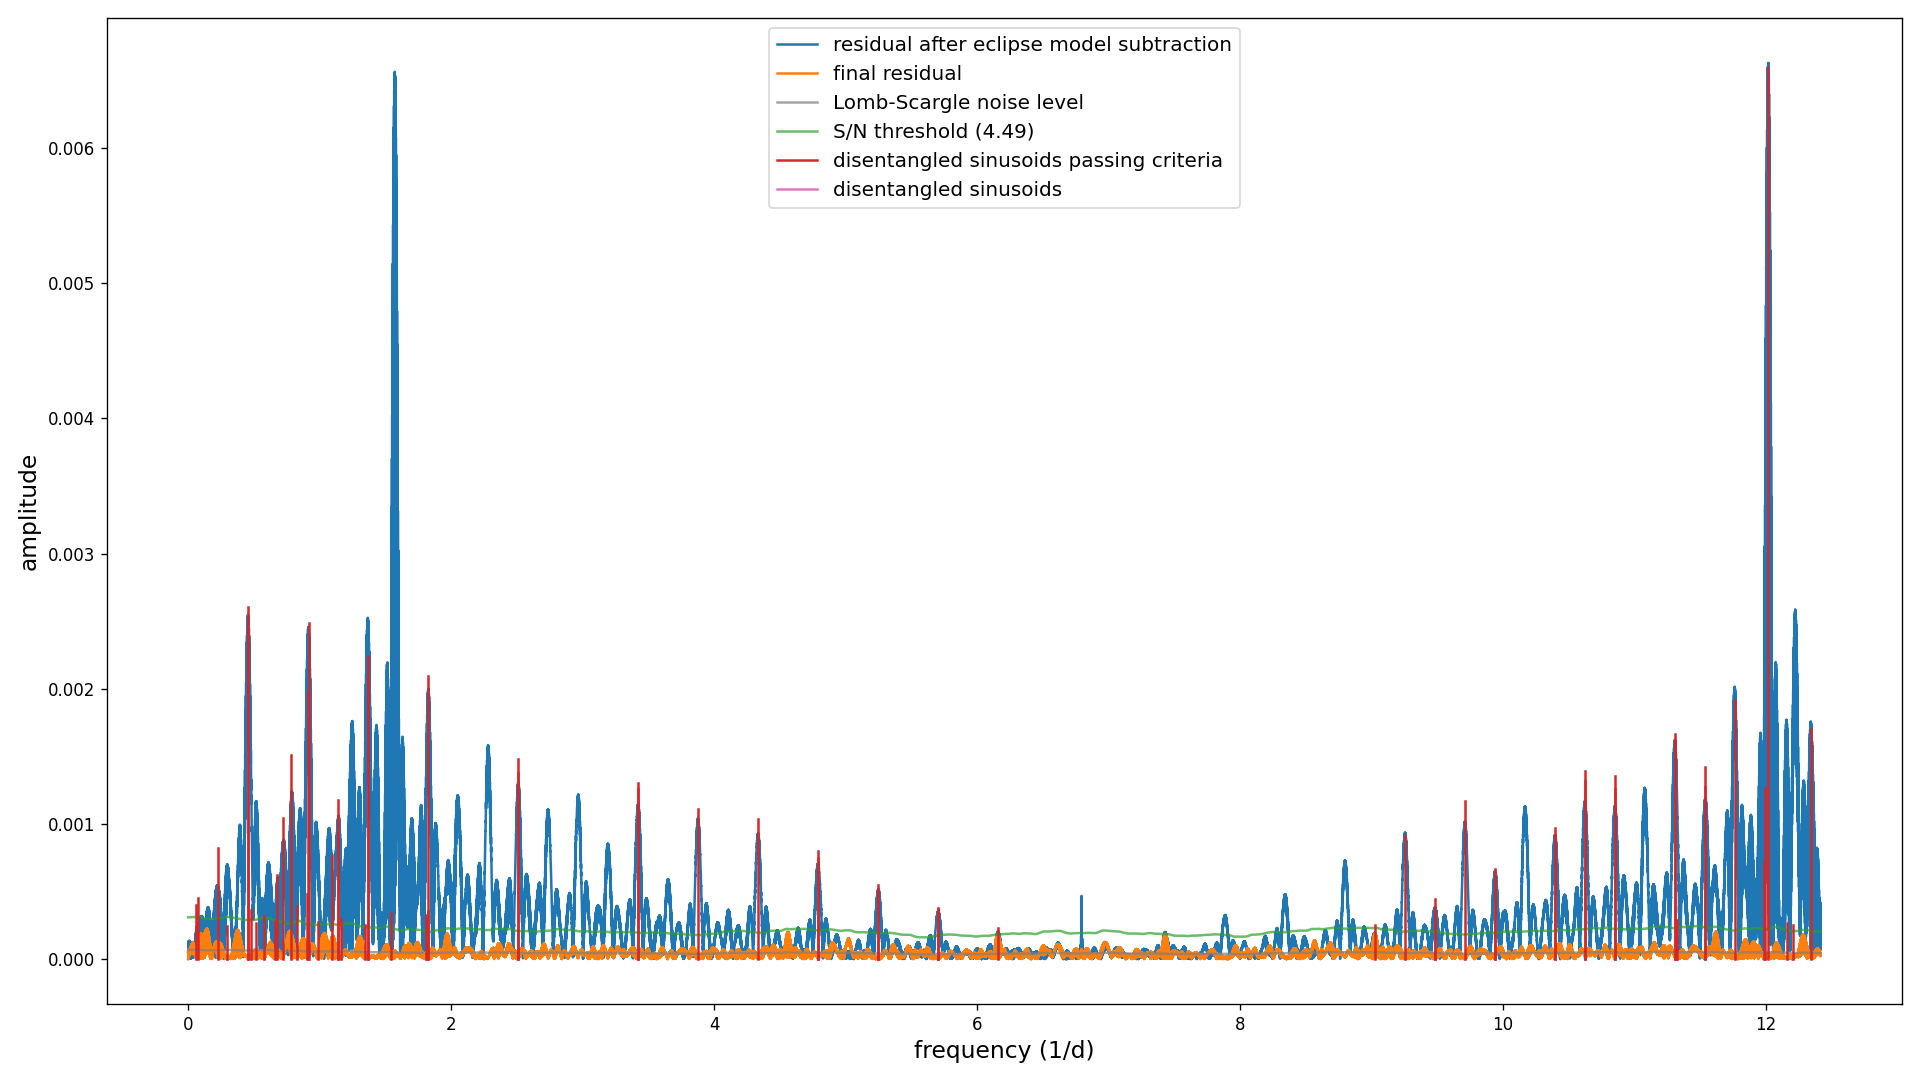 residual after eclipse model subtraction
final residual
Lomb-Scargle noise level
S/N threshold (4.49)
disentangled sinusoids passing criteria
disentangled sinusoids
amplitude
0.006
0.005
0.004
0.003
0.002
0.001
0.000
0 2 4 6 8 10 12
frequency (1/d)